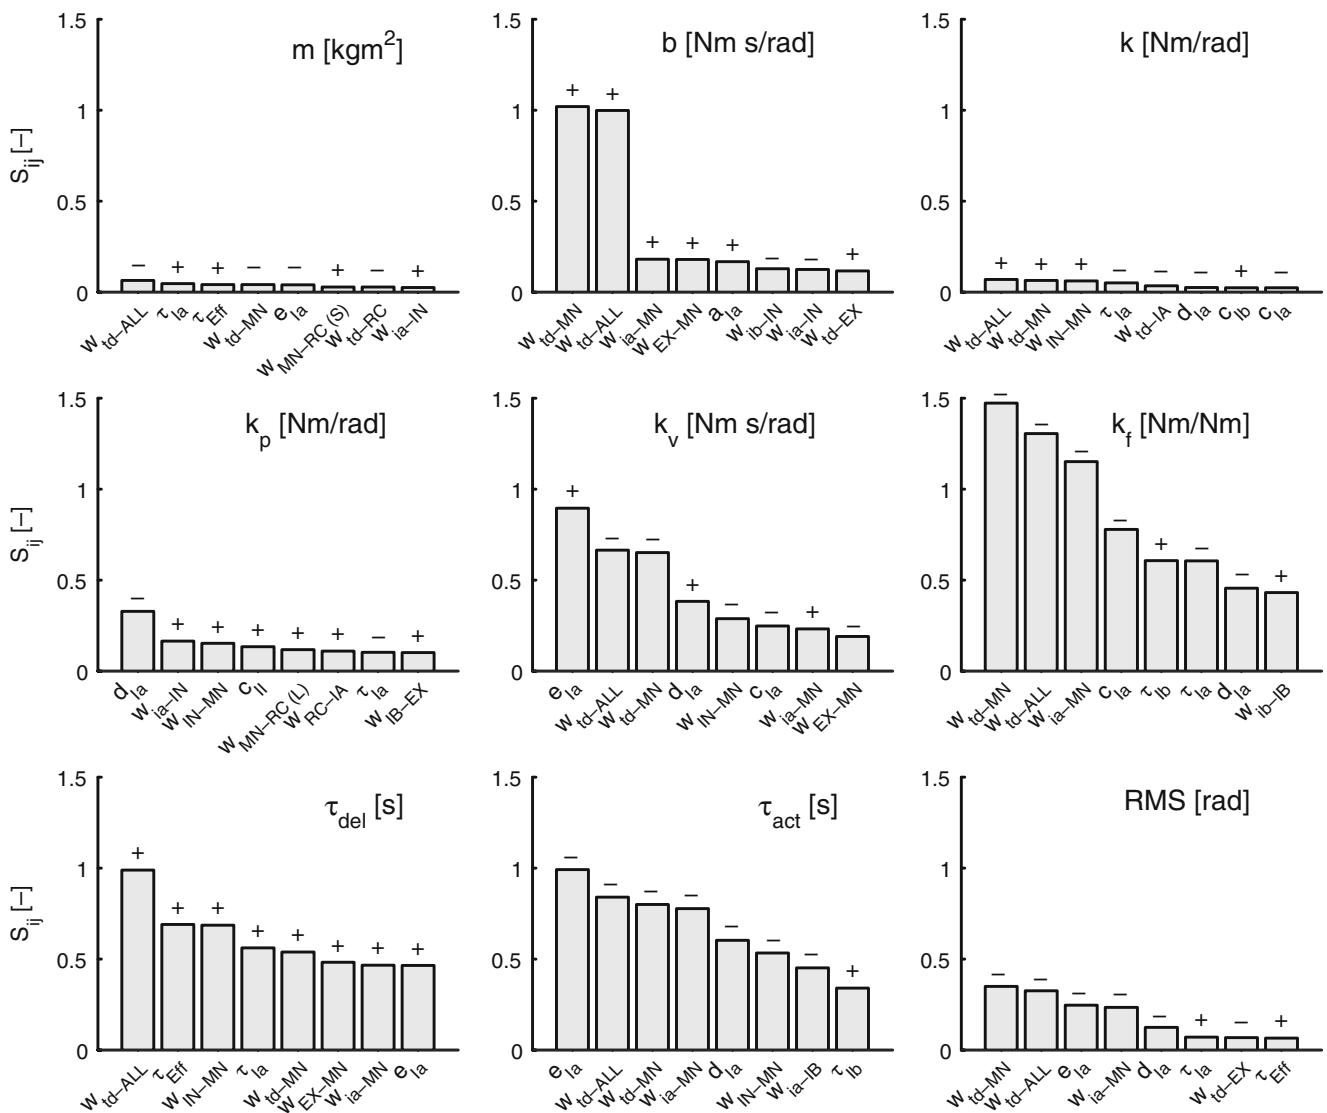 1.5
1
0.5
0
S_ij [–]
m [kgm²]
– + + – – + – +
w_td–ALL τ_Ia τ_Eff w_td–MN e_Ia w_MN–RC (S) w_td–RC w_ia–IN
1.5
1
0.5
0
b [Nm s/rad]
+ + + + + – – +
w_td–MN w_td–ALL w_ia–MN w_EX–MN a_Ia w_ib–IN w_ia–IN w_td–EX
1.5
1
0.5
0
k [Nm/rad]
+ + + – – – + –
w_td–ALL w_td–MN w_IN–MN τ_Ia w_td–IA d_Ia c_Ib c_Ia
1.5
1
0.5
0
S_ij [–]
k_p [Nm/rad]
– + + + + + – +
d_Ia w_ia–IN w_IN–MN c_II w_MN–RC (L) w_RC–IA τ_Ia w_IB–EX
1.5
1
0.5
0
k_v [Nm s/rad]
+ – – + – – + –
e_Ia w_td–ALL w_td–MN d_Ia w_IN–MN c_Ia w_ia–MN w_EX–MN
1.5
1
0.5
0
k_f [Nm/Nm]
– – – – + – – +
w_td–MN w_td–ALL w_ia–MN c_Ia τ_Ib τ_Ia d_Ia w_ib–IB
1.5
1
0.5
0
S_ij [–]
τ_del [s]
+ + + + + + + +
w_td–ALL τ_Eff w_IN–MN τ_Ia w_td–MN w_EX–MN w_ia–MN e_Ia
1.5
1
0.5
0
τ_act [s]
– – – – – – – +
e_Ia w_td–ALL w_td–MN w_ia–MN d_Ia w_IN–MN w_ia–IB τ_Ib
1.5
1
0.5
0
RMS [rad]
– – – – – + – +
w_td–MN w_td–ALL e_Ia w_ia–MN d_Ia τ_Ia w_td–EX τ_Eff